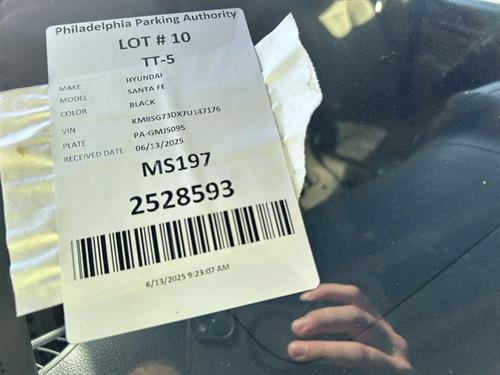 Philadelphia Parking Authority
LOT # 10
TT-5
MAKE HYUNDAI
MODEL SANTA FE
COLOR BLACK
VIN KM8SG73DX7U147176
PLATE PA-GMJ5095
RECEIVED DATE 06/13/2025
MS197
2528593
6/13/2025 9:23:07 AM